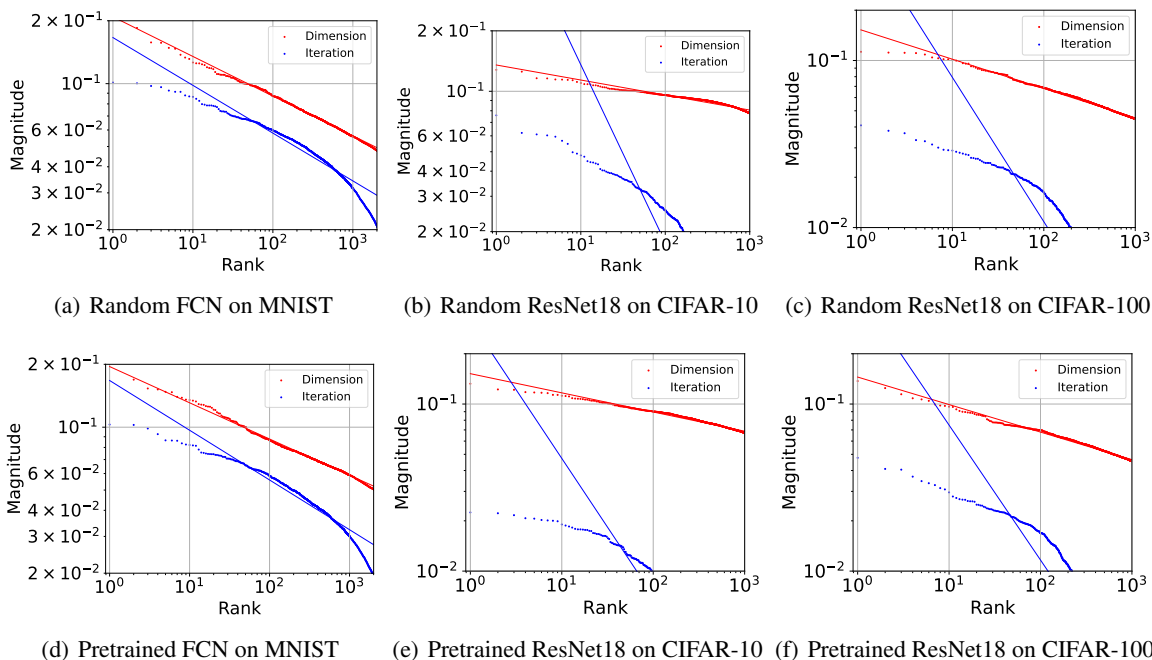 2 × 10⁻¹
10⁻¹
6 × 10⁻²
4 × 10⁻²
3 × 10⁻²
2 × 10⁻²
Magnitude
10⁰ 10¹ 10² 10³
Rank
Dimension
Iteration
(a) Random FCN on MNIST
2 × 10⁻¹
10⁻¹
6 × 10⁻²
4 × 10⁻²
3 × 10⁻²
2 × 10⁻²
Magnitude
10⁰ 10¹ 10² 10³
Rank
Dimension
Iteration
(b) Random ResNet18 on CIFAR-10
10⁻¹
10⁻²
Magnitude
10⁰ 10¹ 10² 10³
Rank
Dimension
Iteration
(c) Random ResNet18 on CIFAR-100
2 × 10⁻¹
10⁻¹
6 × 10⁻²
4 × 10⁻²
3 × 10⁻²
2 × 10⁻²
Magnitude
10⁰ 10¹ 10² 10³
Rank
Dimension
Iteration
(d) Pretrained FCN on MNIST
10⁻¹
10⁻²
Magnitude
10⁰ 10¹ 10² 10³
Rank
Dimension
Iteration
(e) Pretrained ResNet18 on CIFAR-10
10⁻¹
10⁻²
Magnitude
10⁰ 10¹ 10² 10³
Rank
Dimension
Iteration
(f) Pretrained ResNet18 on CIFAR-100